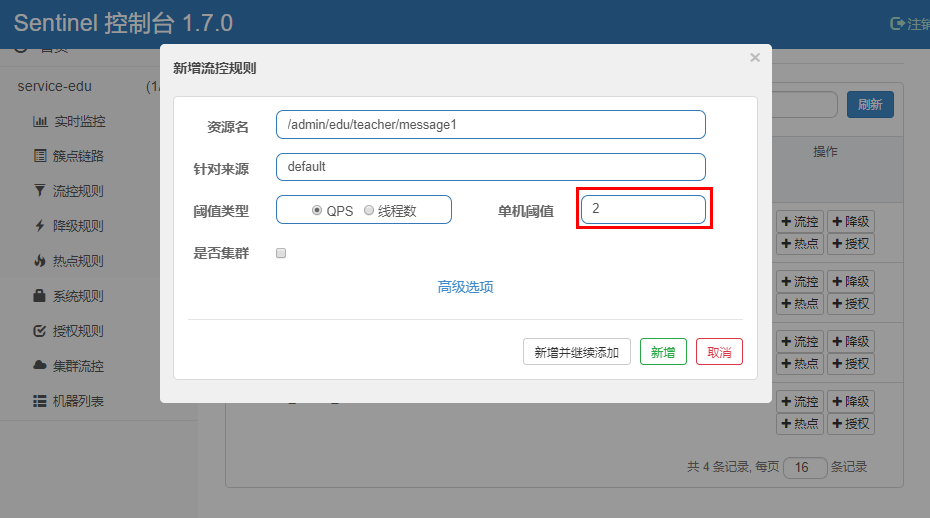 Sentinel 控制台 1.7.0
注销
首页
service-edu
(1/
实时监控
簇点链路
流控规则
降级规则
热点规则
系统规则
授权规则
集群流控
机器列表
新增流控规则
×
资源名 /admin/edu/teacher/message1
针对来源 default
阈值类型 QPS 线程数 单机阈值 2
是否集群
高级选项
新增并继续添加 新增 取消
刷新
操作
流控 降级
热点 授权
流控 降级
热点 授权
流控 降级
热点 授权
流控 降级
热点 授权
共 4 条记录, 每页 16 条记录